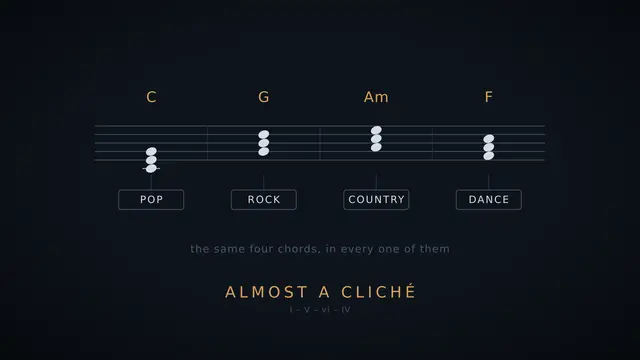 C G Am F
POP ROCK COUNTRY DANCE
the same four chords, in every one of them
ALMOST A CLICHÉ
I – V – vi – IV